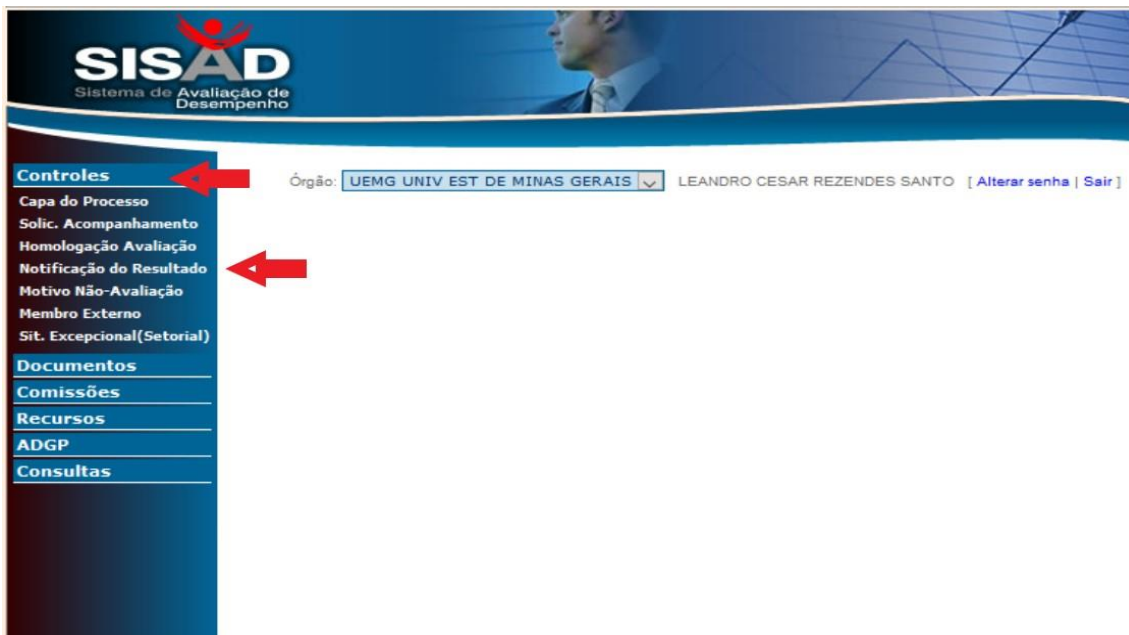 SISAD
Sistema de Avaliação de
Desempenho
Controles
Órgão: UEMG UNIV EST DE MINAS GERAIS LEANDRO CESAR REZENDES SANTO [ Alterar senha | Sair ]
Capa do Processo
Solic. Acompanhamento
Homologação Avaliação
Notificação do Resultado
Motivo Não-Avaliação
Membro Externo
Sit. Excepcional(Setorial)
Documentos
Comissões
Recursos
ADGP
Consultas